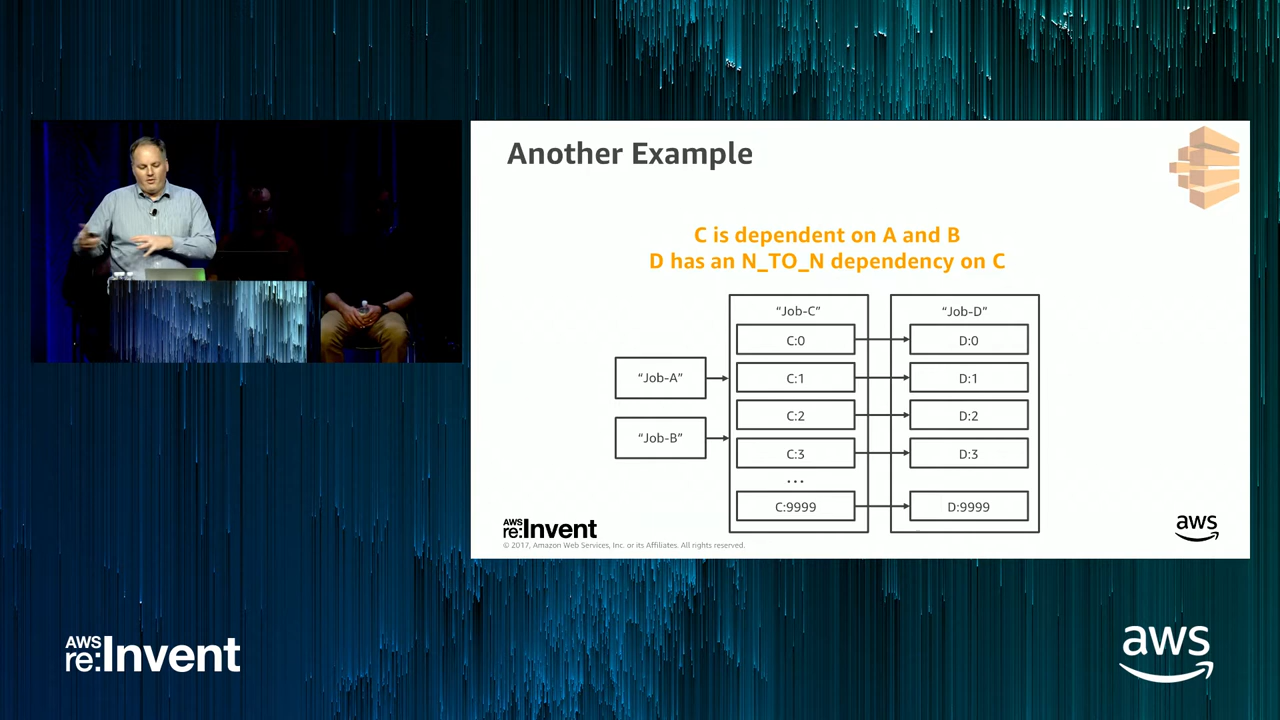 Another Example
C is dependent on A and B
D has an N_TO_N dependency on C
“Job-C”
“Job-D”
C:0
D:0
“Job-A”
C:1
D:1
C:2
D:2
“Job-B”
C:3
D:3
...
C:9999
D:9999
AWS
re:Invent
aws
© 2017, Amazon Web Services, Inc. or its Affiliates. All rights reserved.
AWS
re:Invent
aws